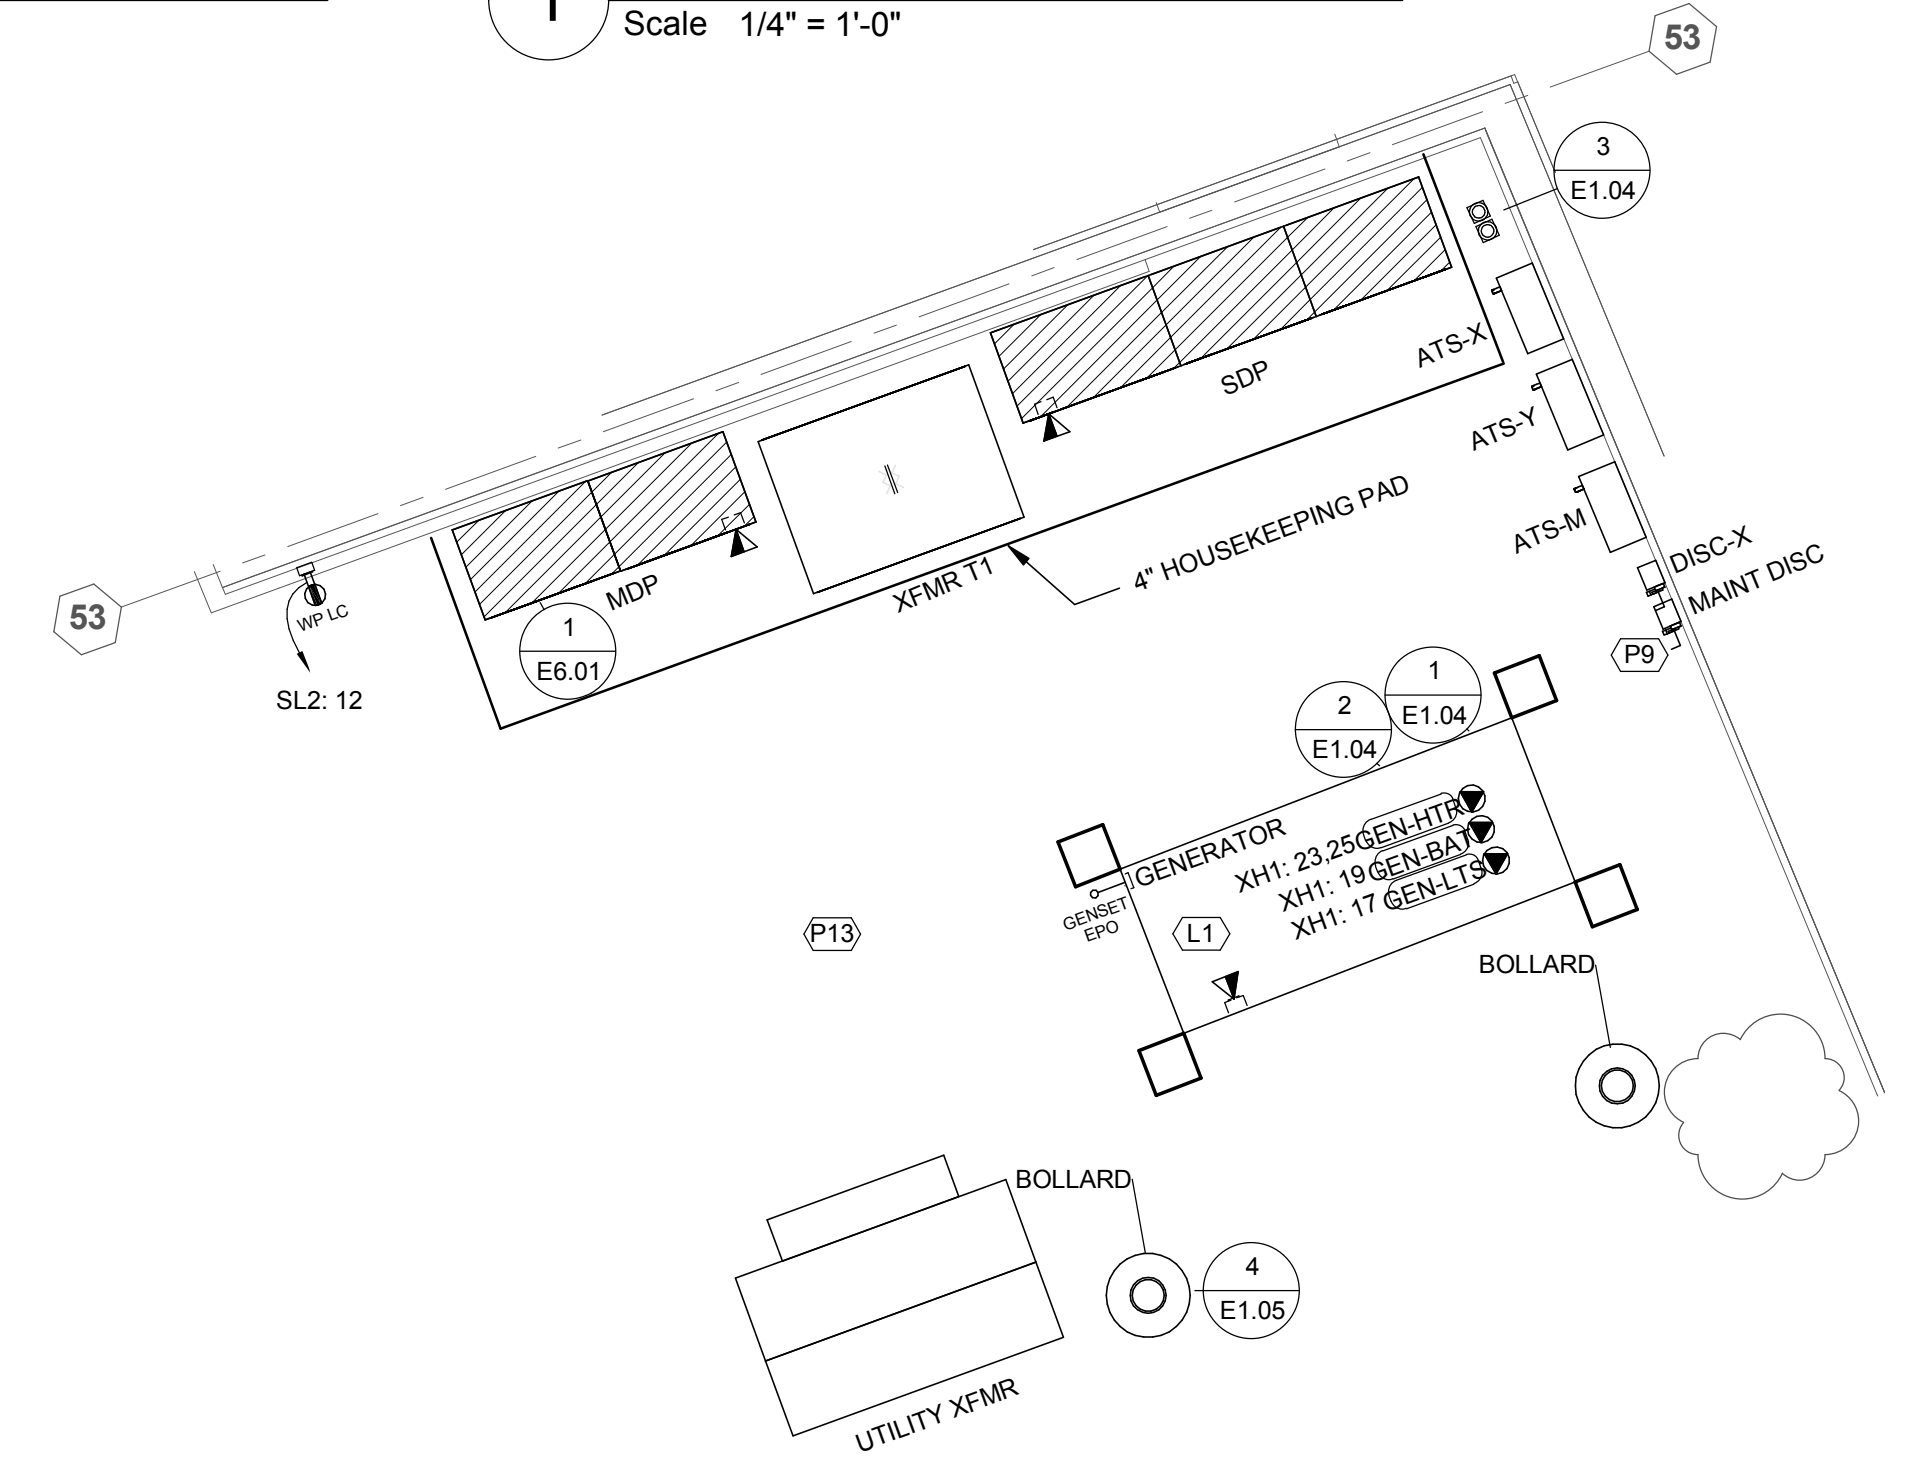 1
Scale 1/4" = 1'-0"
53
3
E1.04
ATS-X
SDP
ATS-Y
4" HOUSEKEEPING PAD
ATS-M
DISC-X
MAINT DISC
XFMR T1
MDP
53
WP LC
SL2: 12
1
E6.01
P9
1
E1.04
2
E1.04
GENERATOR
XH1: 23,25 GEN-HTR
XH1: 19 GEN-BAT
XH1: 17 GEN-LTS
GENSET
EPO
P13
L1
BOLLARD
BOLLARD
4
E1.05
UTILITY XFMR